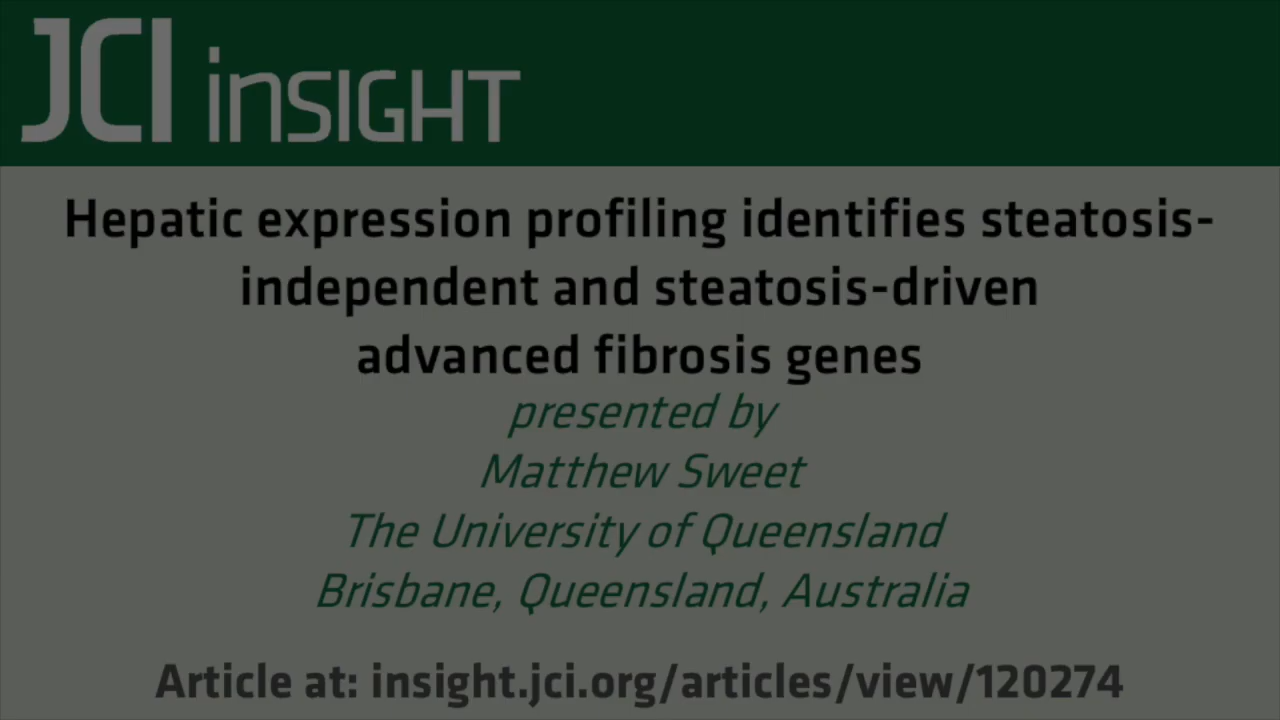 JCI insight
Hepatic expression profiling identifies steatosis-
independent and steatosis-driven
advanced fibrosis genes
presented by
Matthew Sweet
The University of Queensland
Brisbane, Queensland, Australia
Article at: insight.jci.org/articles/view/120274